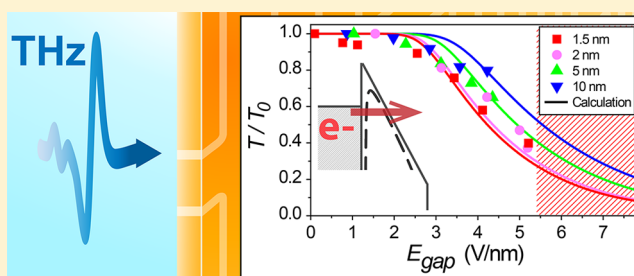 THz
T/T0
1.0
0.8
0.6
0.4
0.2
0.0
e-
1.5 nm
2 nm
5 nm
10 nm
Calculation
0 1 2 3 4 5 6 7
Egap (V/nm)